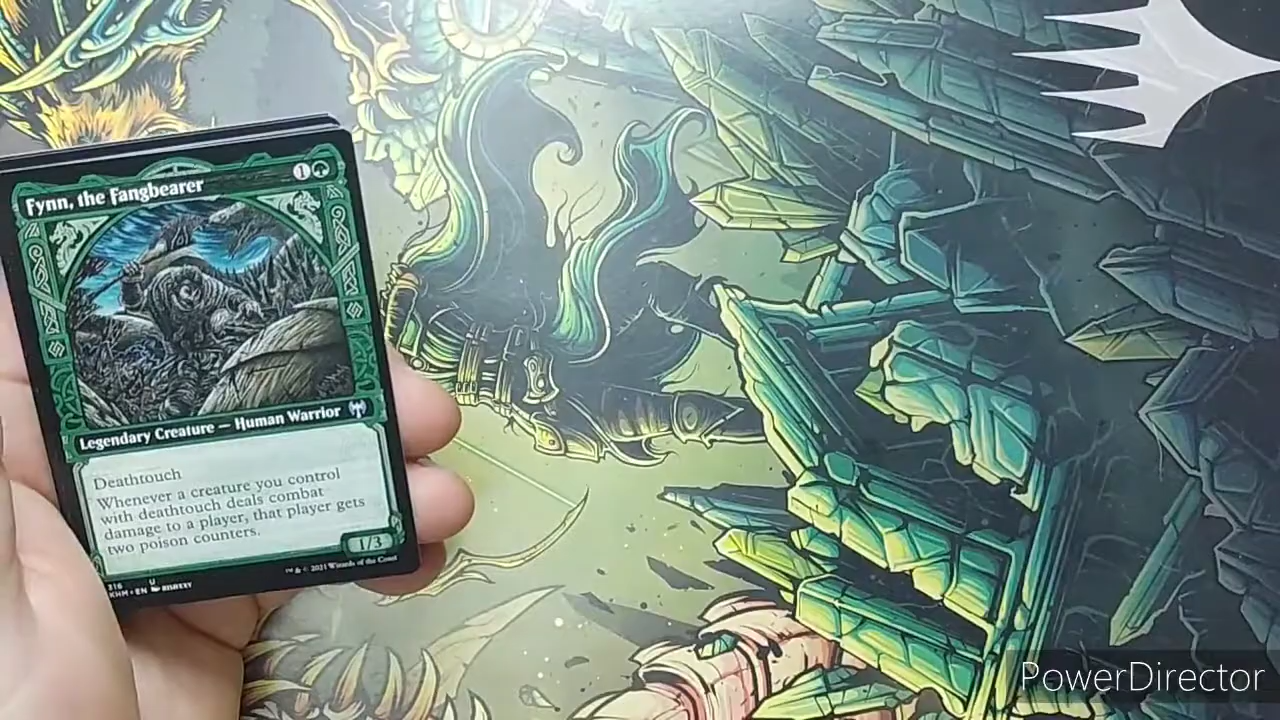 Fynn, the Fangbearer
1
Legendary Creature — Human Warrior
Deathtouch
Whenever a creature you control
with deathtouch deals combat
damage to a player, that player gets
two poison counters.
1/3
316 U
KHM • EN
™ & © 2021 Wizards of the Coast
PowerDirector